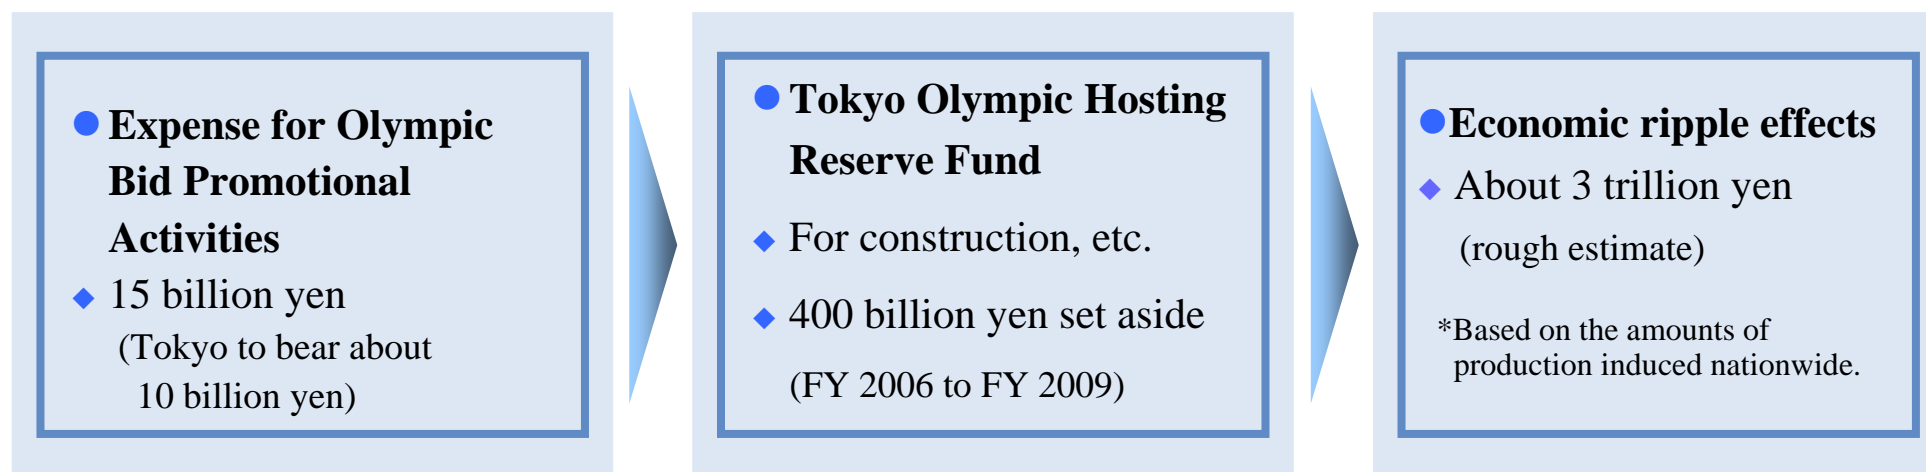 ● Expense for Olympic
Bid Promotional
Activities
◆ 15 billion yen
(Tokyo to bear about
10 billion yen)
● Tokyo Olympic Hosting
Reserve Fund
◆ For construction, etc.
◆ 400 billion yen set aside
(FY 2006 to FY 2009)
●Economic ripple effects
◆ About 3 trillion yen
(rough estimate)
*Based on the amounts of
production induced nationwide.